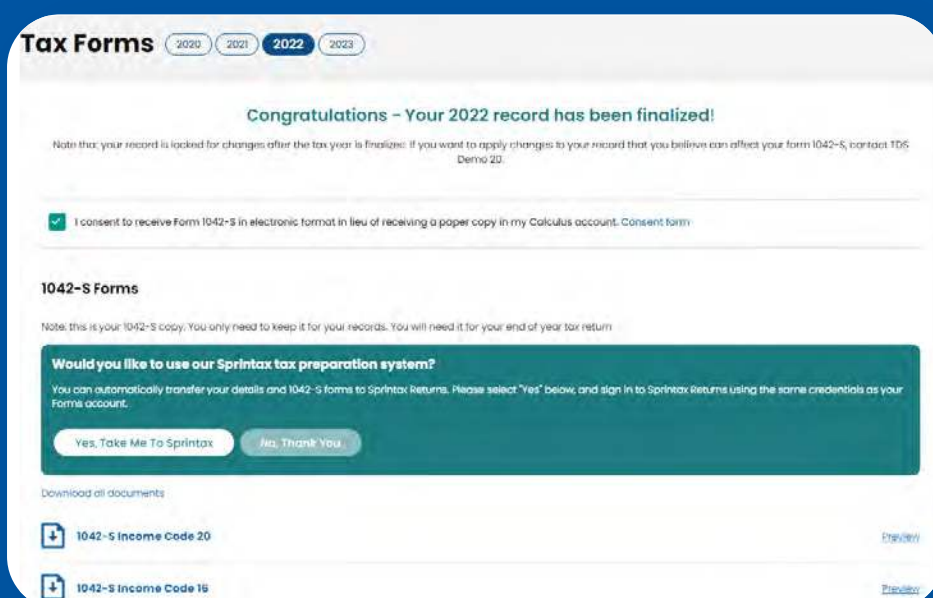 Tax Forms 2020 2021 2022 2023
Congratulations - Your 2022 record has been finalized!
Note that your record is locked for changes after the tax year is finalized. If you want to apply changes to your record that you believe can affect your form 1042-S, contact TDS
Demo 20.
I consent to receive Form 1042-S in electronic format in lieu of receiving a paper copy in my Calculus account. Consent form
1042-S Forms
Note: this is your 1042-S copy. You only need to keep it for your records. You will need it for your end of year tax return
Would you like to use our Sprintax tax preparation system?
You can automatically transfer your details and 1042-S forms to Sprintax Returns. Please select "Yes" below, and sign in to Sprintax Returns using the same credentials as your
Forms account.
Yes, Take Me To Sprintax No, Thank You
Download all documents
1042-S Income Code 20 Preview
1042-S Income Code 16 Preview